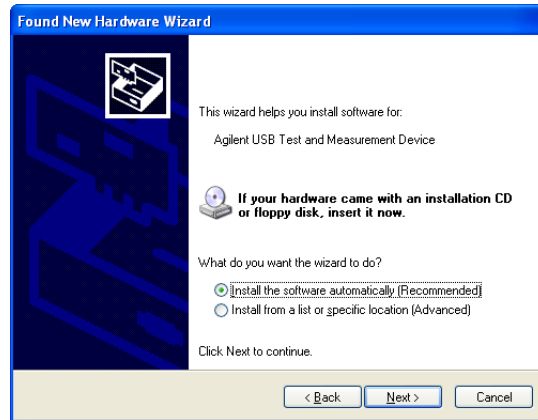 Found New Hardware Wizard
This wizard helps you install software for:
Agilent USB Test and Measurement Device
If your hardware came with an installation CD
or floppy disk, insert it now.
What do you want the wizard to do?
Install the software automatically (Recommended)
Install from a list or specific location (Advanced)
Click Next to continue.
< Back Next > Cancel